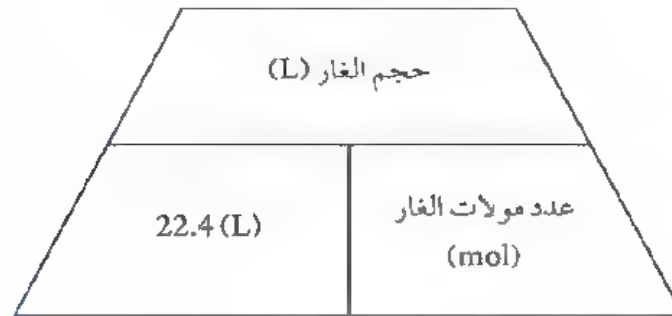 حجم الغاز (L)
عدد مولات الغاز
(mol)
22.4 (L)